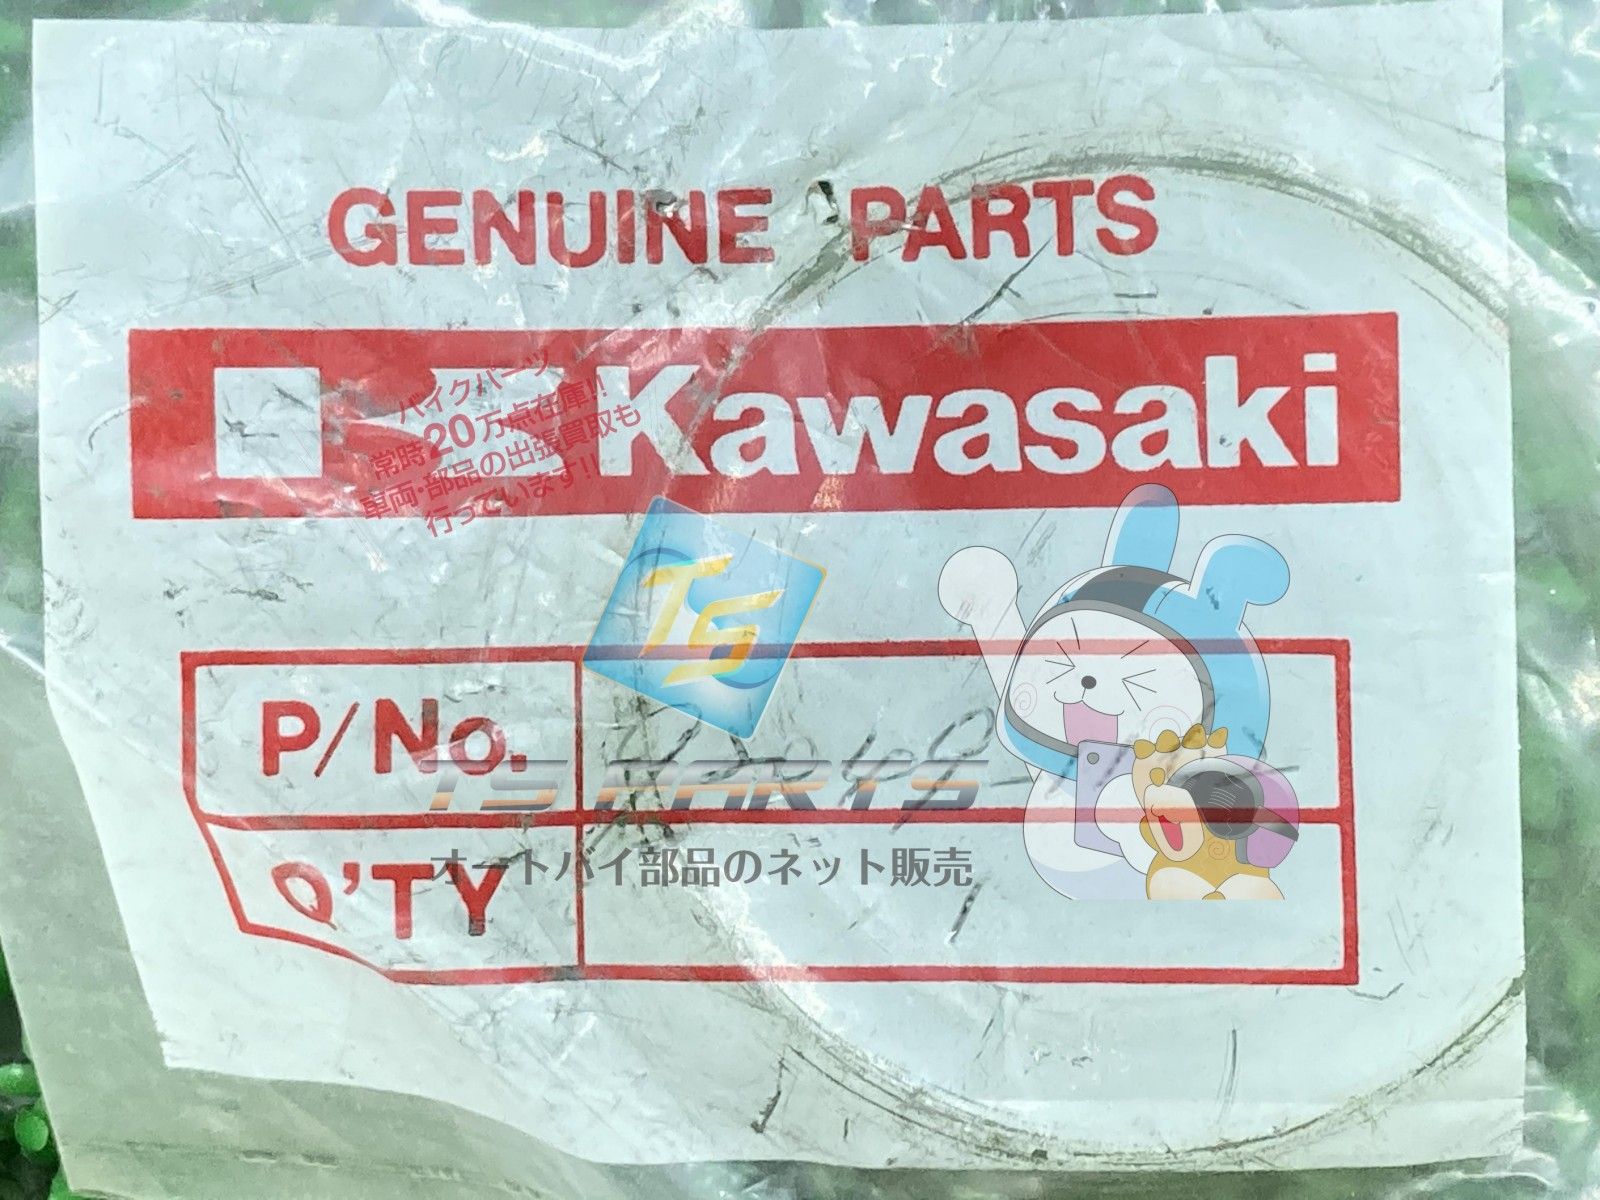 GENUINE PARTS
Kawasaki
バイクパーツ
常時20万点在庫!!
車両・部品の出張買取も
行っています!!
TS
P/No.
TS PARTS
オートバイ部品のネット販売
Q'TY
1